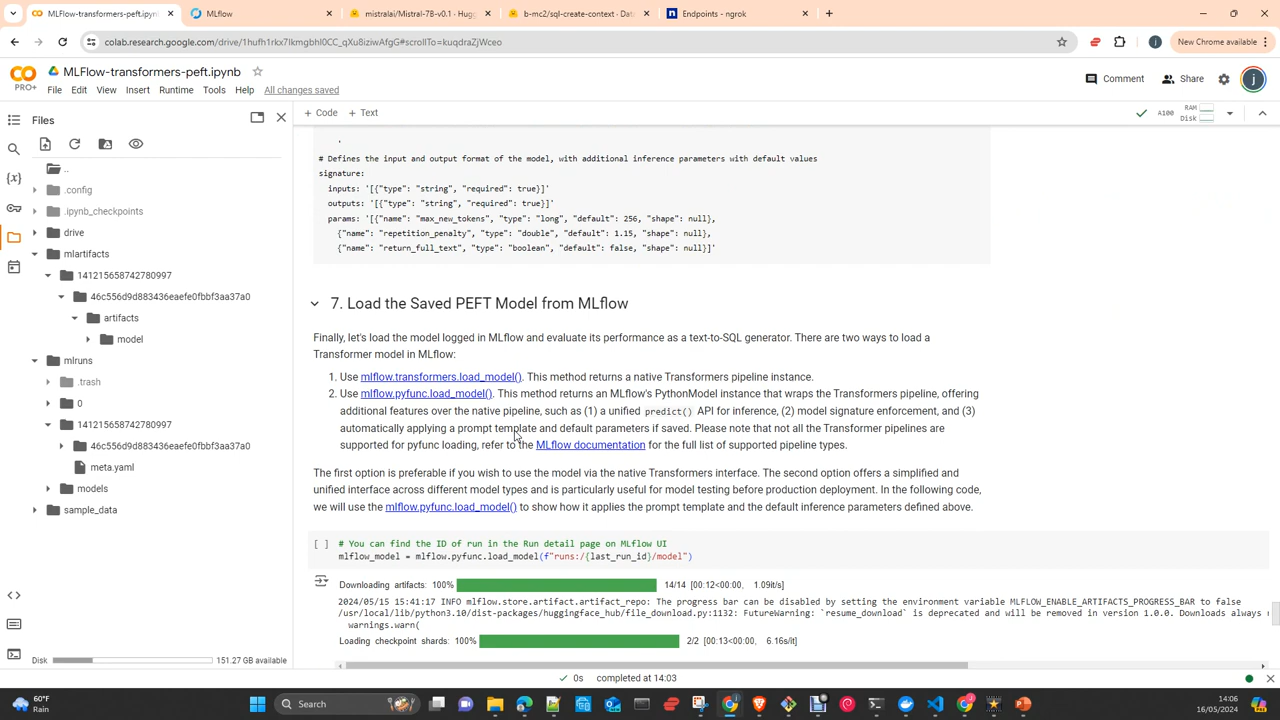 MLFlow-transformers-peft.ipynb
MLflow
mistralai/Mistral-7B-v0.1 · Hugg
b-mc2/sql-create-context · Dat
Endpoints - ngrok
colab.research.google.com/drive/1hufh1rkx7lkmgbhl0CC_qXu8iziwAfgG#scrollTo=kuqdraZjWceo
New Chrome available
PRO+
MLFlow-transformers-peft.ipynb
File Edit View Insert Runtime Tools Help All changes saved
Comment
Share
j
Files
+ Code + Text
A100
RAM
Disk
..
.config
.ipynb_checkpoints
drive
mlartifacts
141215658742780997
46c556d9d883436eaefe0fbbf3aa37a0
artifacts
model
mlruns
.trash
0
141215658742780997
46c556d9d883436eaefe0fbbf3aa37a0
meta.yaml
models
sample_data
Disk
151.27 GB available
'
# Defines the input and output format of the model, with additional inference parameters with default values
signature:
inputs: '[{"type": "string", "required": true}]'
outputs: '[{"type": "string", "required": true}]'
params: '[{"name": "max_new_tokens", "type": "long", "default": 256, "shape": null},
{"name": "repetition_penalty", "type": "double", "default": 1.15, "shape": null},
{"name": "return_full_text", "type": "boolean", "default": false, "shape": null}]'
7. Load the Saved PEFT Model from MLflow
Finally, let's load the model logged in MLflow and evaluate its performance as a text-to-SQL generator. There are two ways to load a
Transformer model in MLflow:
1. Use mlflow.transformers.load_model(). This method returns a native Transformers pipeline instance.
2. Use mlflow.pyfunc.load_model(). This method returns an MLflow's PythonModel instance that wraps the Transformers pipeline, offering
additional features over the native pipeline, such as (1) a unified predict() API for inference, (2) model signature enforcement, and (3)
automatically applying a prompt template and default parameters if saved. Please note that not all the Transformer pipelines are
supported for pyfunc loading, refer to the MLflow documentation for the full list of supported pipeline types.
The first option is preferable if you wish to use the model via the native Transformers interface. The second option offers a simplified and
unified interface across different model types and is particularly useful for model testing before production deployment. In the following code,
we will use the mlflow.pyfunc.load_model() to show how it applies the prompt template and the default inference parameters defined above.
[ ] # You can find the ID of run in the Run detail page on MLflow UI
mlflow_model = mlflow.pyfunc.load_model(f"runs:/{last_run_id}/model")
Downloading artifacts: 100% 14/14 [00:12<00:00, 1.09it/s]
2024/05/15 15:41:17 INFO mlflow.store.artifact.artifact_repo: The progress bar can be disabled by setting the environment variable MLFLOW_ENABLE_ARTIFACTS_PROGRESS_BAR to false
/usr/local/lib/python3.10/dist-packages/huggingface_hub/file_download.py:1132: FutureWarning: `resume_download` is deprecated and will be removed in version 1.0.0. Downloads always r
warnings.warn(
Loading checkpoint shards: 100% 2/2 [00:13<00:00, 6.16s/it]
0s completed at 14:03
60°F
Rain
Search
14:06
16/05/2024